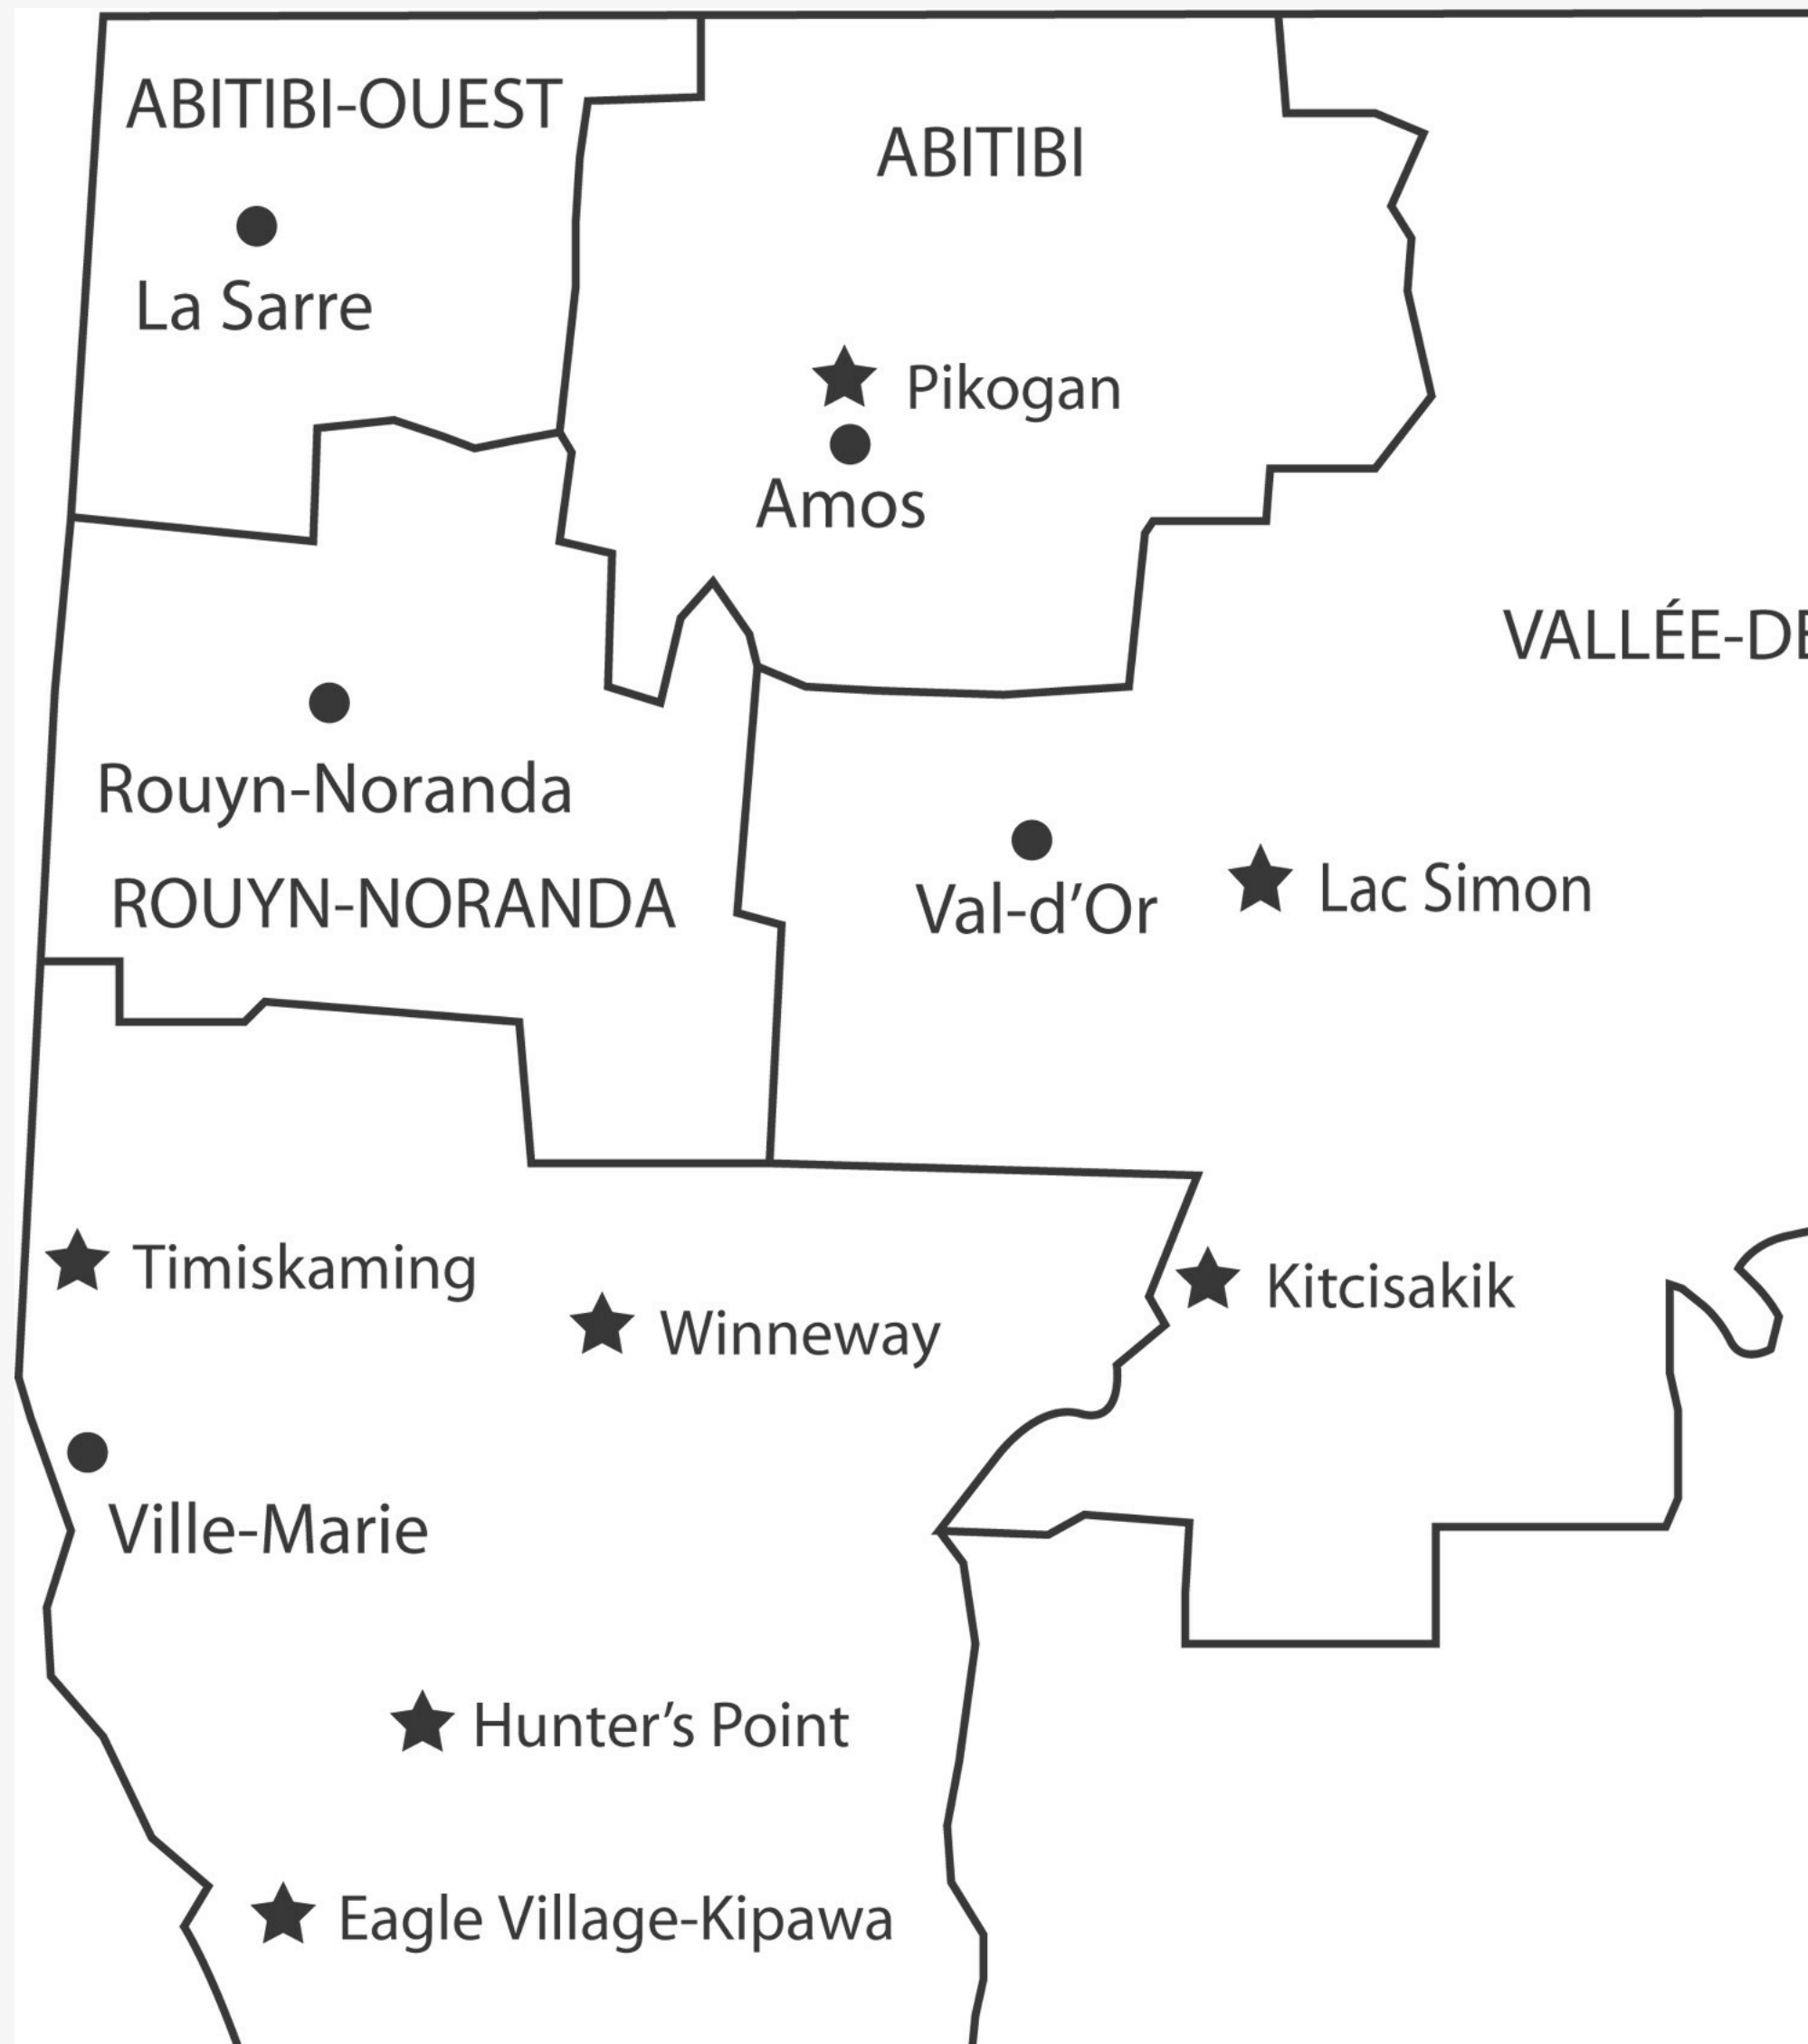 ABITIBI-OUEST
ABITIBI
La Sarre
Pikogan
Amos
VALLÉE-DE
Rouyn-Noranda
ROUYN-NORANDA
Val-d’Or
Lac Simon
Timiskaming
Kitcisakik
Winneway
Ville-Marie
Hunter’s Point
Eagle Village-Kipawa